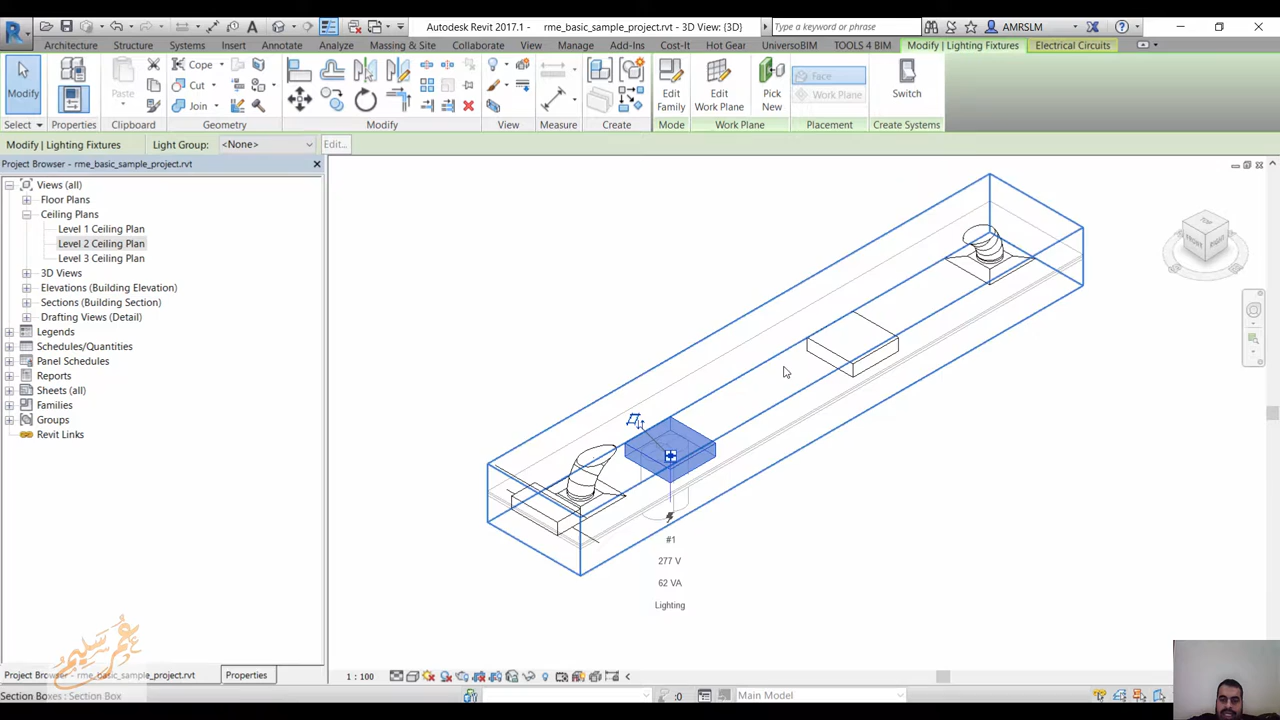 Autodesk Revit 2017.1 - rme_basic_sample_project.rvt - 3D View: {3D}
Type a keyword or phrase
AMRSLM
Architecture Structure Systems Insert Annotate Analyze Massing & Site Collaborate View Manage Add-Ins Cost-It Hot Gear UniversoBIM TOOLS 4 BIM Modify | Lighting Fixtures Electrical Circuits
Modify
Paste
Cope
Cut
Join
Edit Family
Edit Work Plane
Pick New
Face
Work Plane
Switch
Select Properties Clipboard Geometry Modify View Measure Create Mode Work Plane Placement Create Systems
Modify | Lighting Fixtures Light Group: <None> Edit...
Project Browser - rme_basic_sample_project.rvt
Views (all)
Floor Plans
Ceiling Plans
Level 1 Ceiling Plan
Level 2 Ceiling Plan
Level 3 Ceiling Plan
3D Views
Elevations (Building Elevation)
Sections (Building Section)
Drafting Views (Detail)
Legends
Schedules/Quantities
Panel Schedules
Reports
Sheets (all)
Families
Groups
Revit Links
TOP
FRONT
RIGHT
#1
277 V
62 VA
Lighting
عمر سليم
Project Browser - rme_basic_sample_project.rvt Properties
1 : 100
Section Boxes : Section Box
:0
Main Model